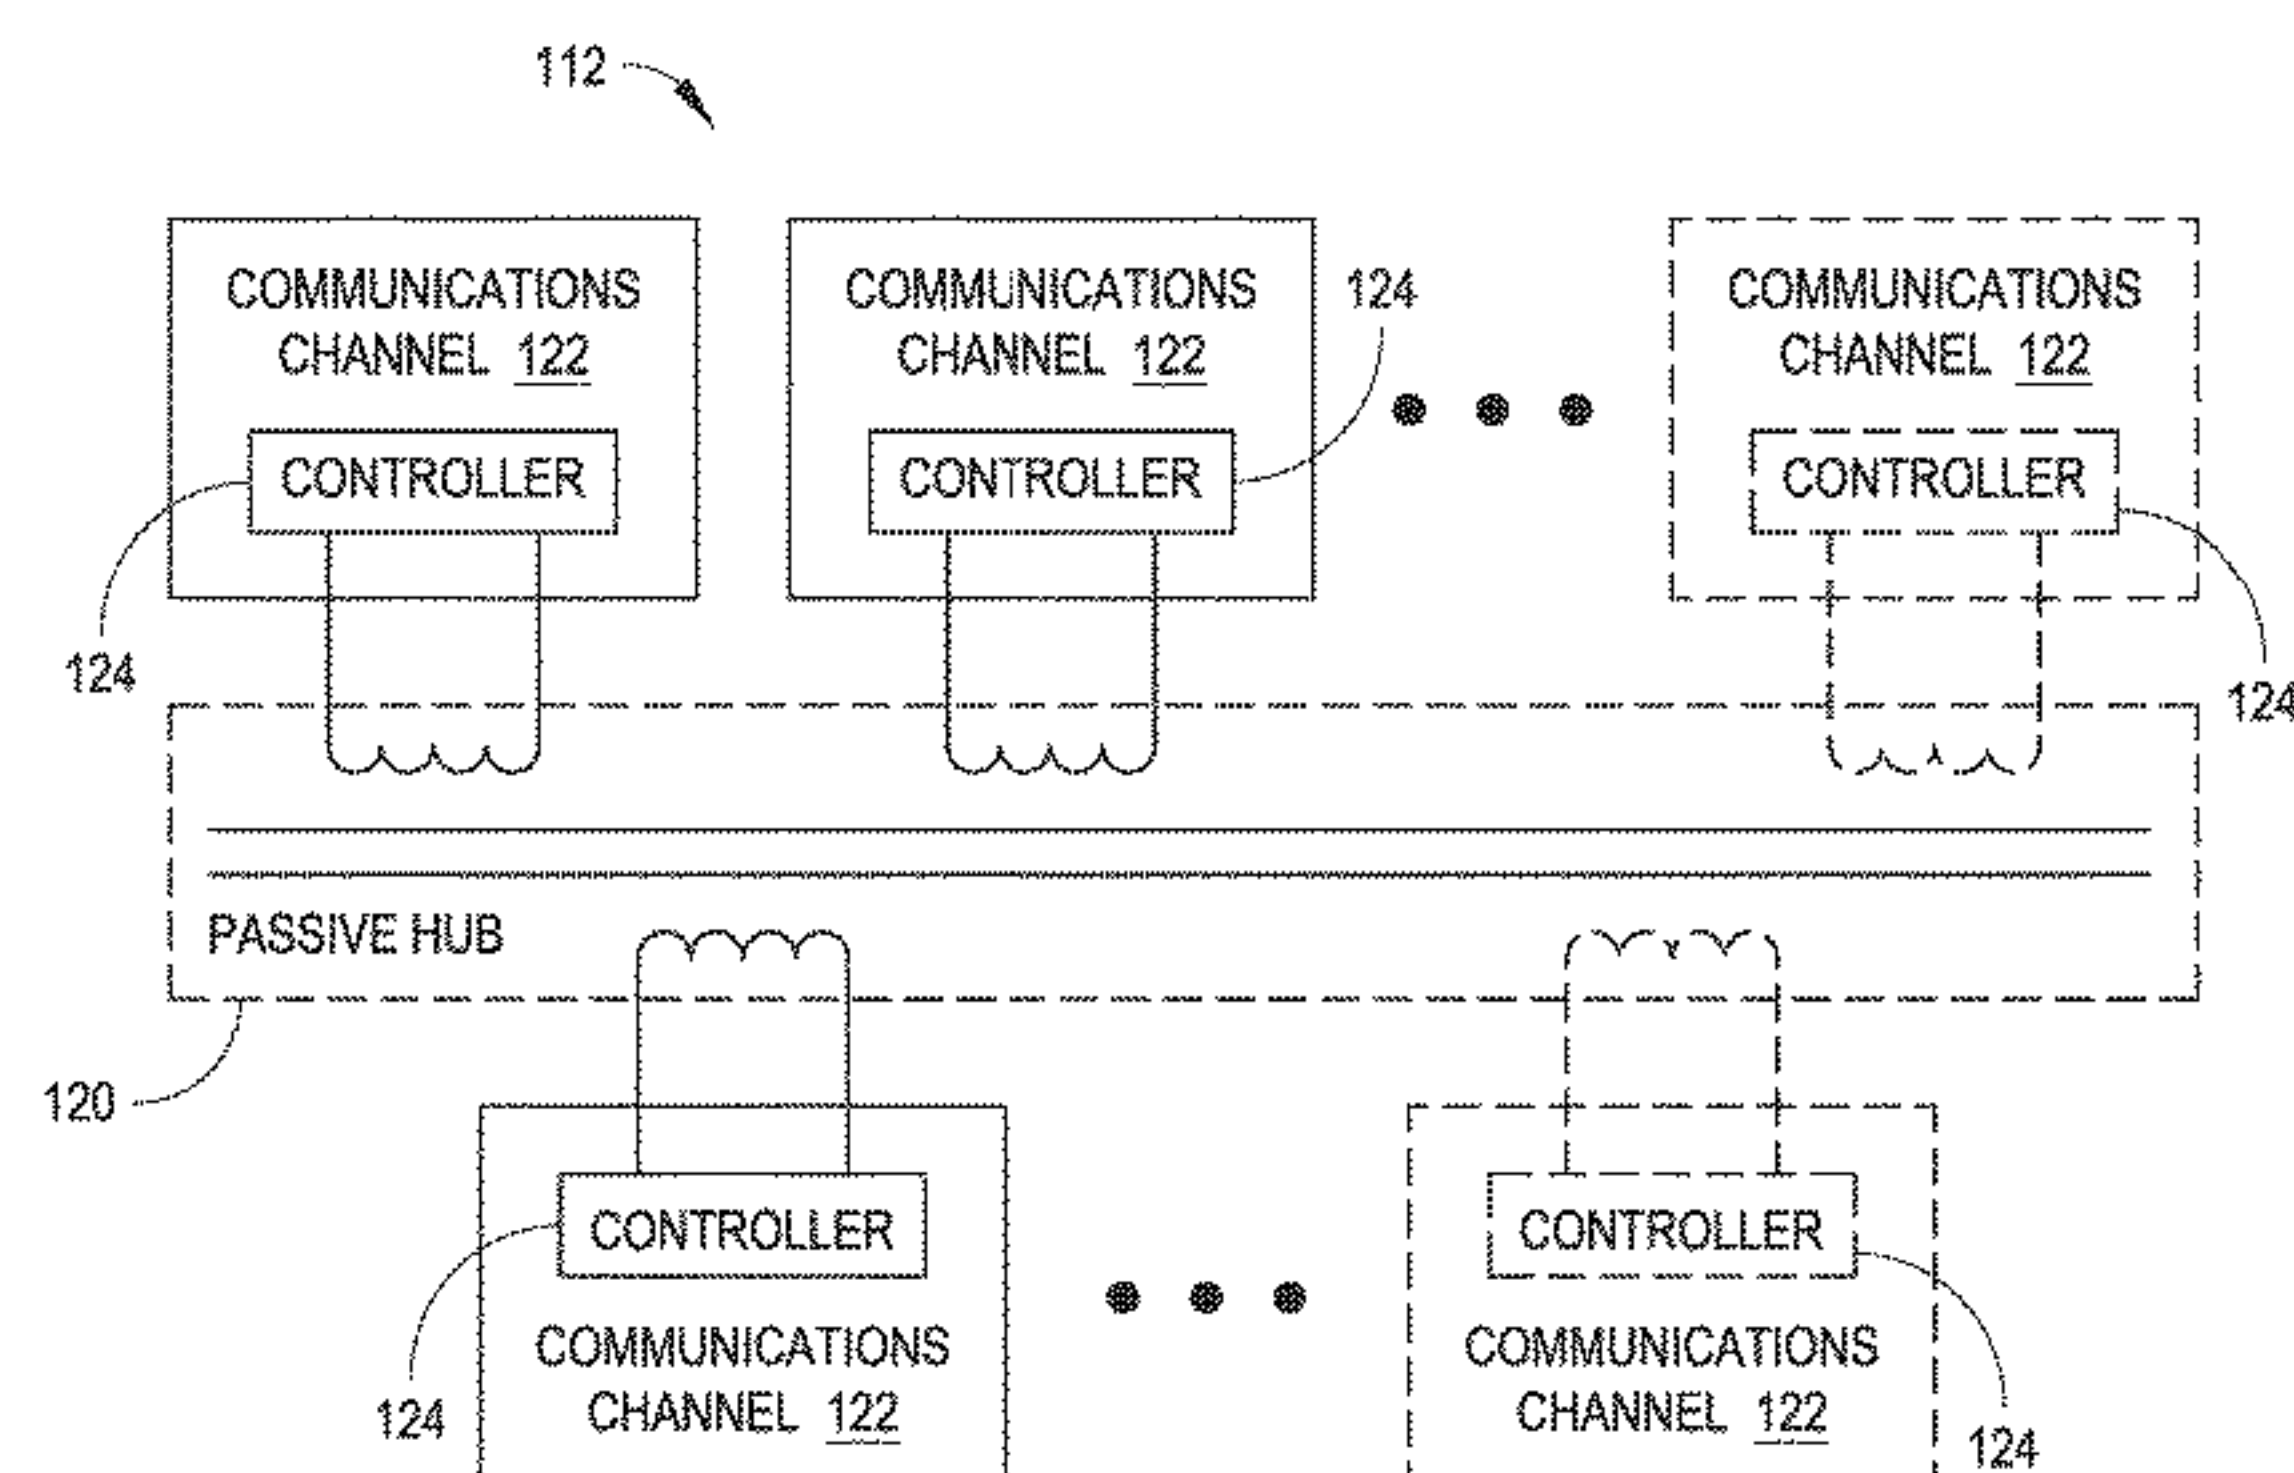 112
COMMUNICATIONS
CHANNEL 122
CONTROLLER
124
COMMUNICATIONS
CHANNEL 122
CONTROLLER
124
COMMUNICATIONS
CHANNEL 122
CONTROLLER
124
PASSIVE HUB
120
CONTROLLER
COMMUNICATIONS
CHANNEL 122
124
CONTROLLER
COMMUNICATIONS
CHANNEL 122
124